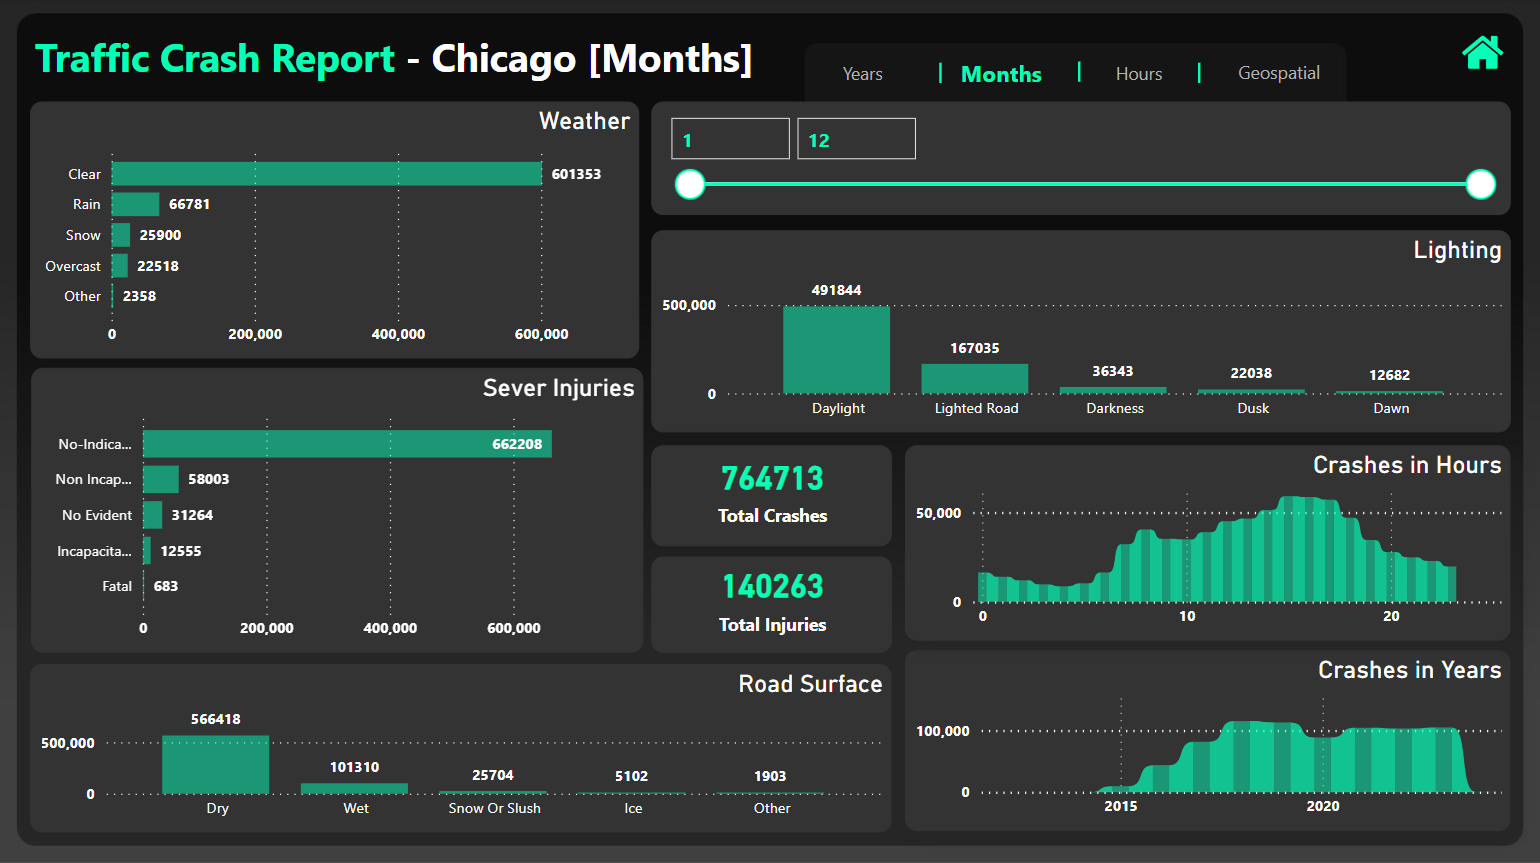 Traffic Crash Report - Chicago [Months]
Years
Months
Hours
Geospatial
Weather
Clear 601353
Rain 66781
Snow 25900
Overcast 22518
Other 2358
0 200,000 400,000 600,000
1 12
Lighting
500,000
0
491844 167035 36343 22038 12682
Daylight Lighted Road Darkness Dusk Dawn
Sever Injuries
No-Indica... 662208
Non Incap... 58003
No Evident 31264
Incapacita... 12555
Fatal 683
0 200,000 400,000 600,000
764713
Total Crashes
140263
Total Injuries
Crashes in Hours
50,000
0
0 10 20
Road Surface
500,000
0
566418 101310 25704 5102 1903
Dry Wet Snow Or Slush Ice Other
Crashes in Years
100,000
0
2015 2020